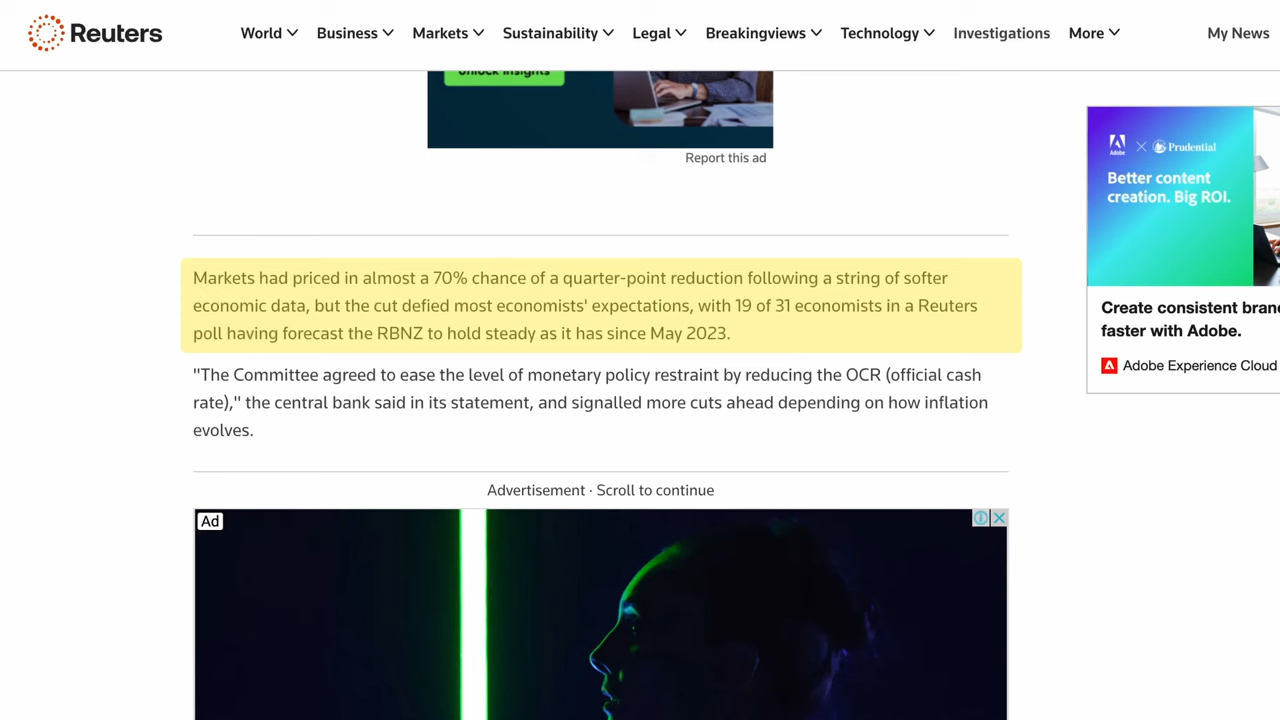 Reuters
World
Business
Markets
Sustainability
Legal
Breakingviews
Technology
Investigations
More
My News
Unlock Insights
Report this ad
Adobe
Prudential
Better content
creation. Big ROI.
Markets had priced in almost a 70% chance of a quarter-point reduction following a string of softer
economic data, but the cut defied most economists' expectations, with 19 of 31 economists in a Reuters
poll having forecast the RBNZ to hold steady as it has since May 2023.
Create consistent
faster with Adobe.
Adobe Experience Cloud
"The Committee agreed to ease the level of monetary policy restraint by reducing the OCR (official cash
rate)," the central bank said in its statement, and signalled more cuts ahead depending on how inflation
evolves.
Advertisement · Scroll to continue
Ad